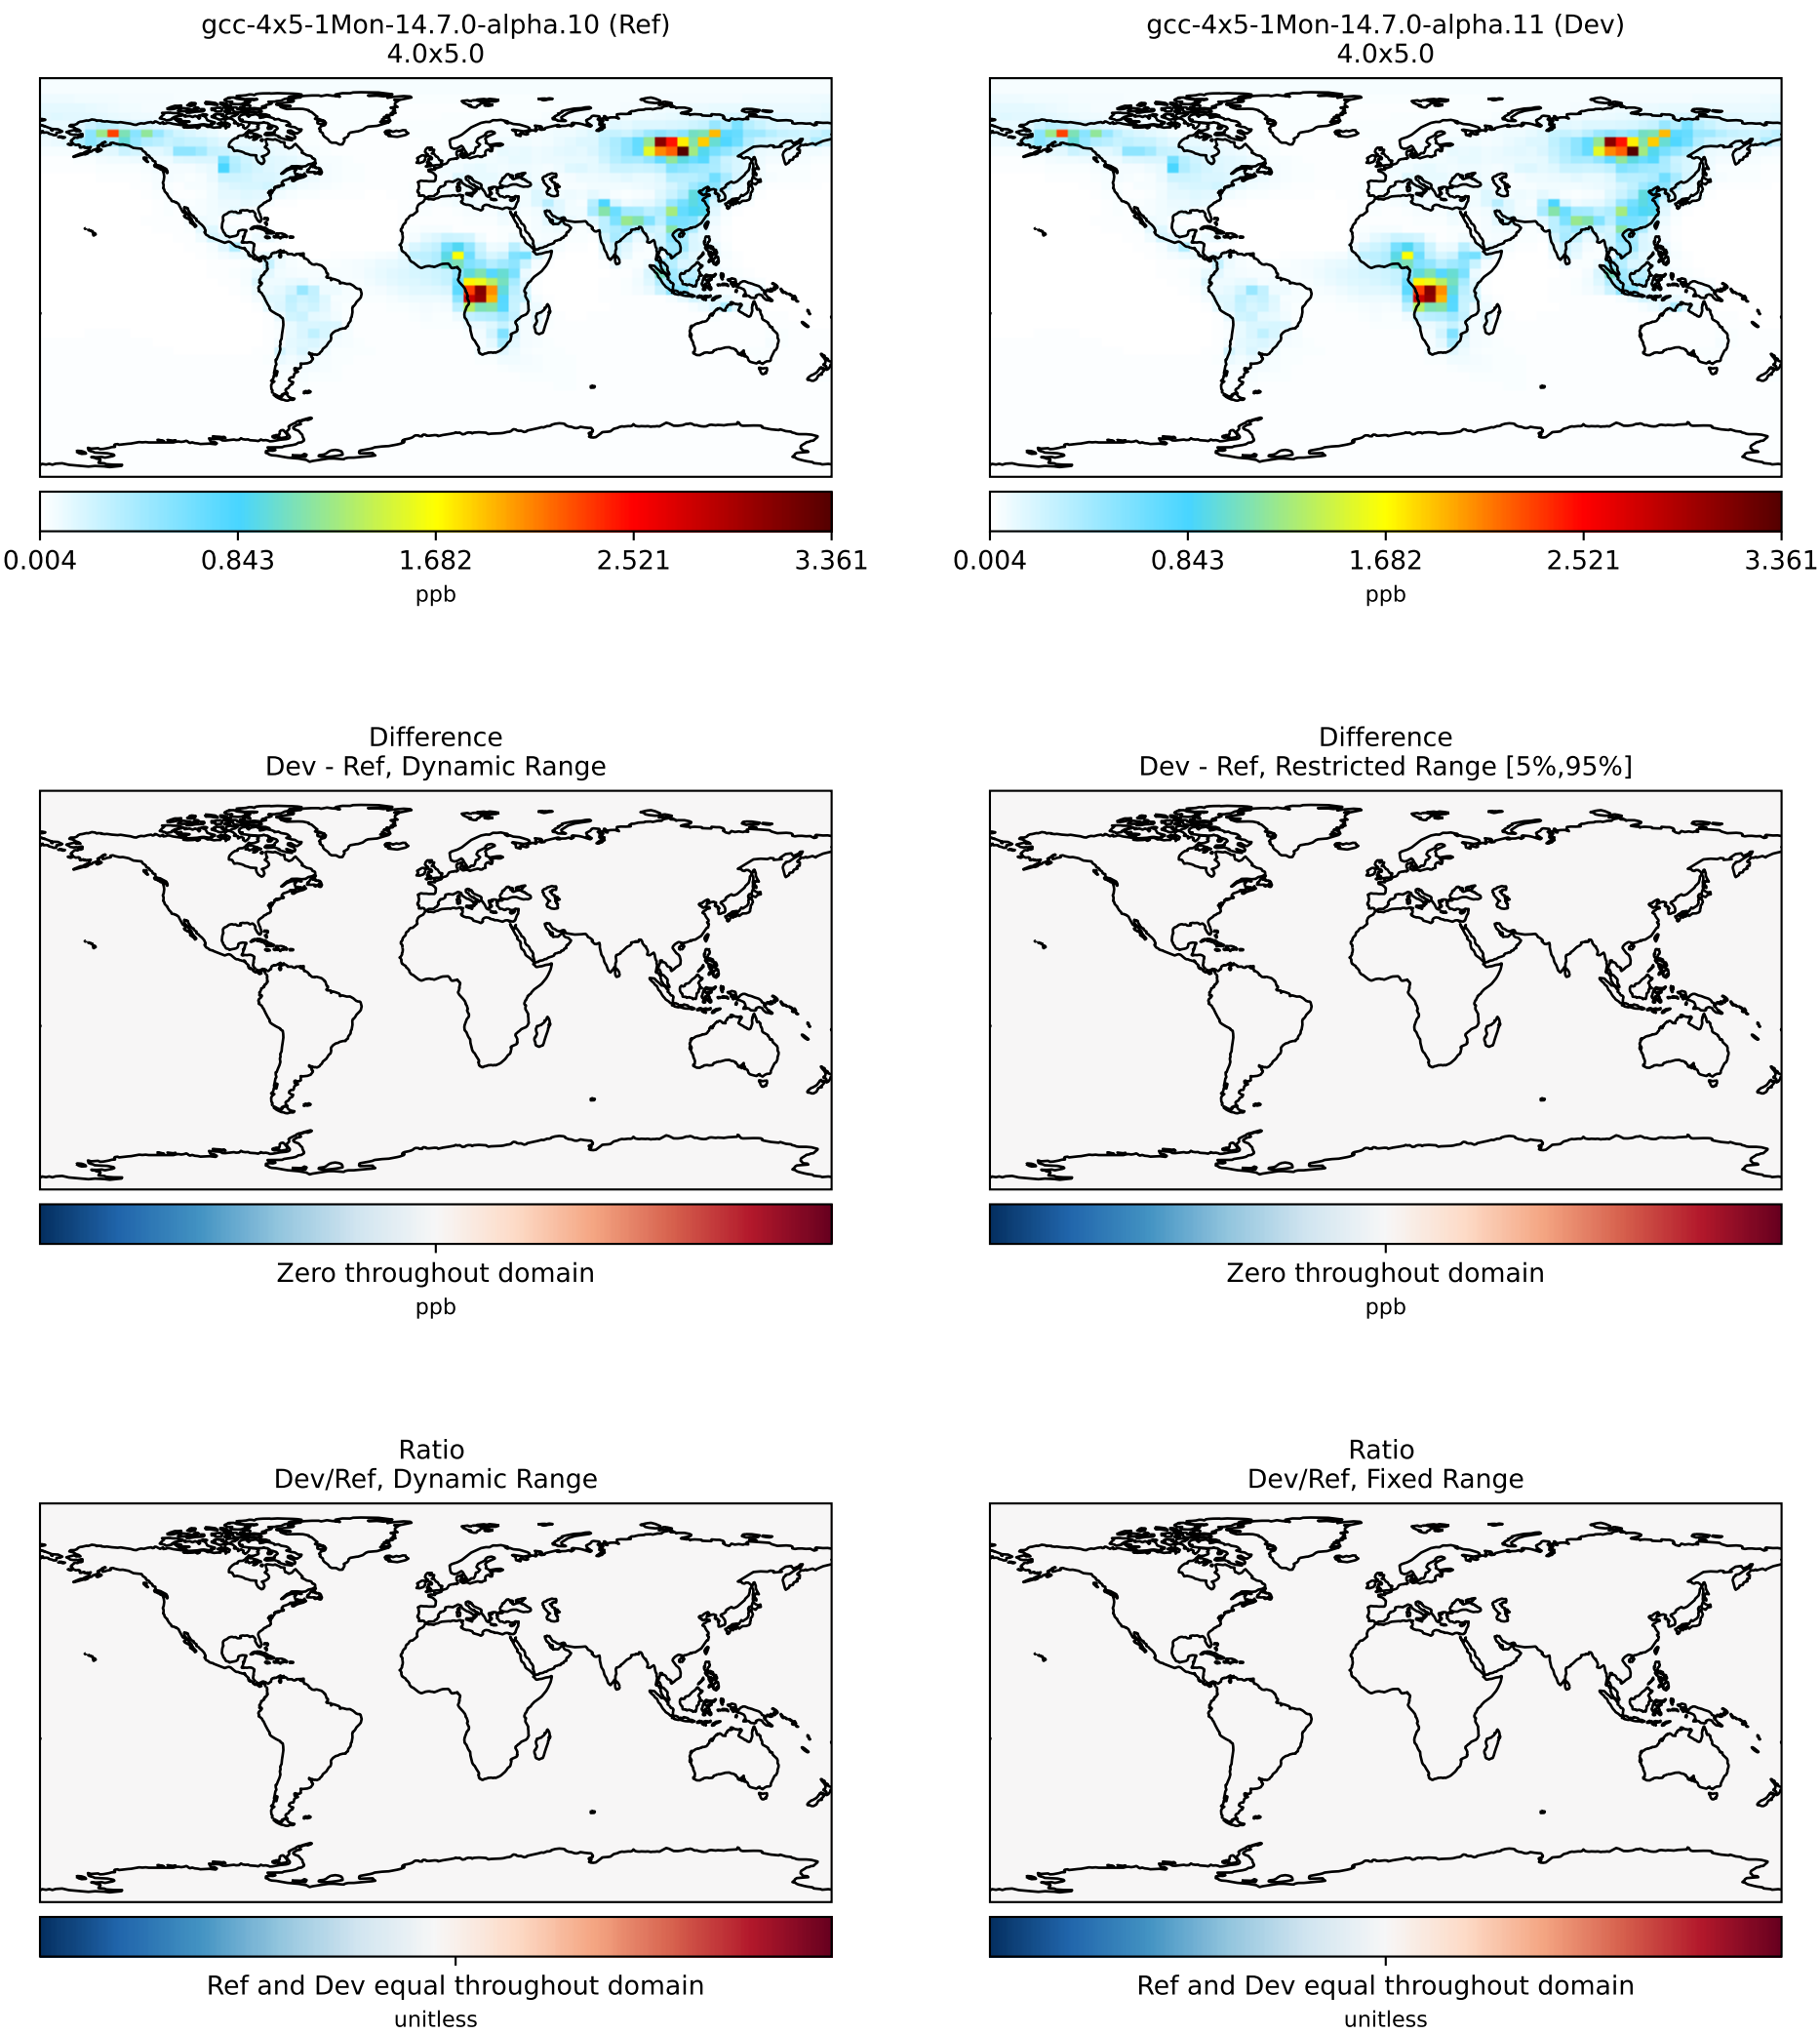 gcc-4x5-1Mon-14.7.0-alpha.10 (Ref)
4.0x5.0
gcc-4x5-1Mon-14.7.0-alpha.11 (Dev)
4.0x5.0
0.004 0.843 1.682 2.521 3.361
ppb
0.004 0.843 1.682 2.521 3.361
ppb
Difference
Dev - Ref, Dynamic Range
Difference
Dev - Ref, Restricted Range [5%,95%]
Zero throughout domain
ppb
Zero throughout domain
ppb
Ratio
Dev/Ref, Dynamic Range
Ratio
Dev/Ref, Fixed Range
Ref and Dev equal throughout domain
unitless
Ref and Dev equal throughout domain
unitless